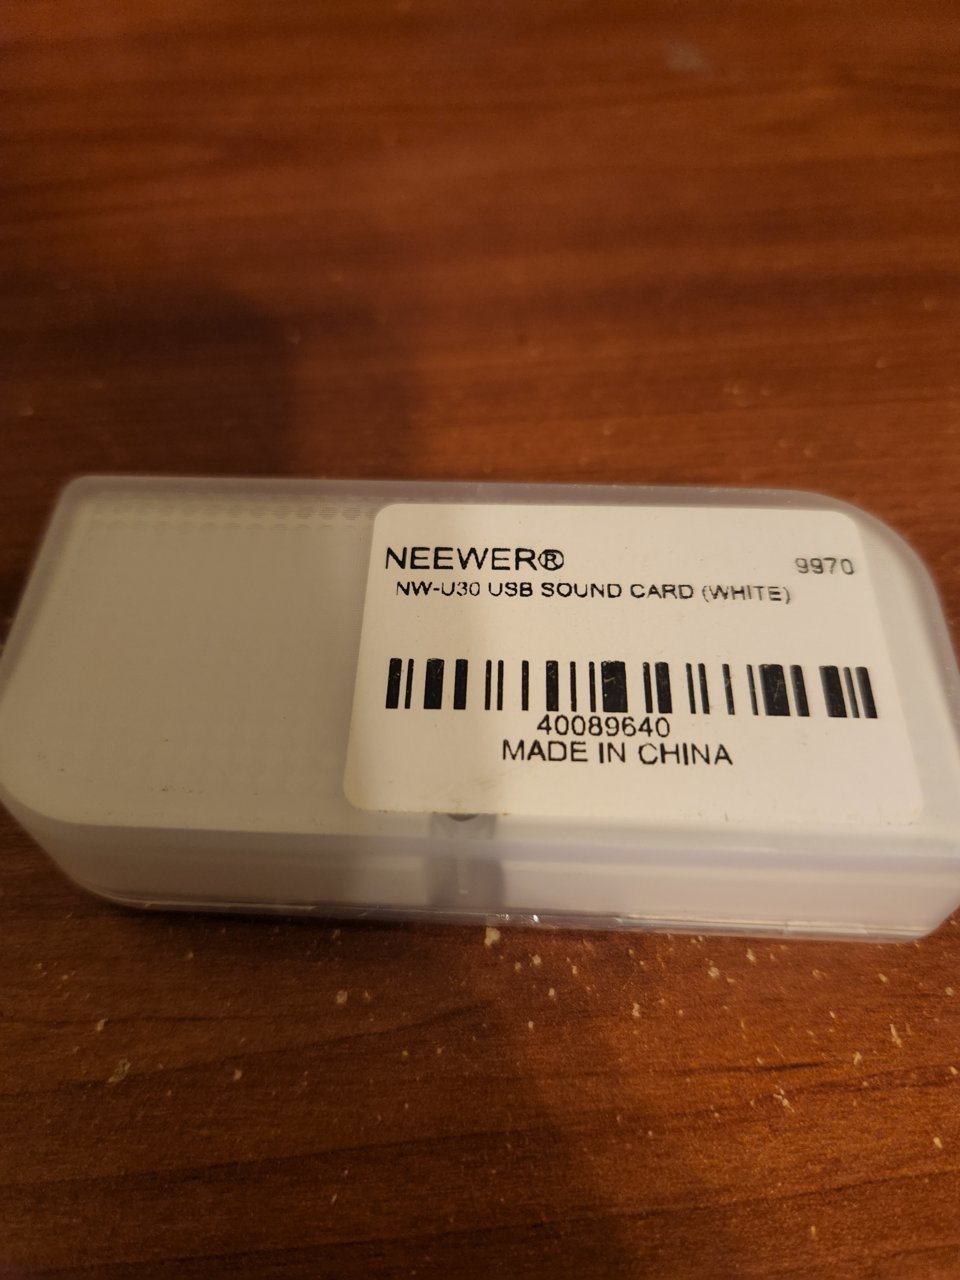 NEEWER® 9970
NW-U30 USB SOUND CARD (WHITE)
40089640
MADE IN CHINA